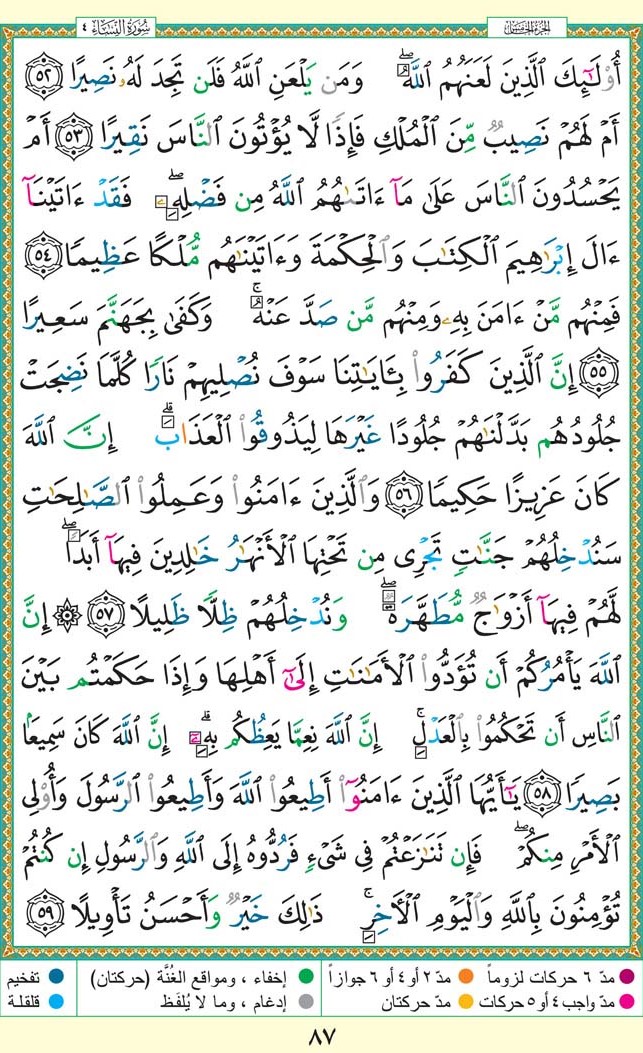 سُورَةُ النِّسَاءِ ٤
الجزء الخامس
أُو۟لَٰٓئِكَ ٱلَّذِينَ لَعَنَهُمُ ٱللَّهُۖ وَمَن يَلۡعَنِ ٱللَّهُ فَلَن تَجِدَ لَهُۥ نَصِيرًا ٥٢
أَمۡ لَهُمۡ نَصِيبٌ مِّنَ ٱلۡمُلۡكِ فَإِذًا لَّا يُؤۡتُونَ ٱلنَّاسَ نَقِيرًا ٥٣ أَمۡ
يَحۡسُدُونَ ٱلنَّاسَ عَلَىٰ مَآ ءَاتَىٰهُمُ ٱللَّهُ مِن فَضۡلِهِۦۖ فَقَدۡ ءَاتَيۡنَآ
ءَالَ إِبۡرَٰهِيمَ ٱلۡكِتَٰبَ وَٱلۡحِكۡمَةَ وَءَاتَيۡنَٰهُم مُّلۡكًا عَظِيمًا ٥٤
فَمِنۡهُم مَّنۡ ءَامَنَ بِهِۦ وَمِنۡهُم مَّن صَدَّ عَنۡهُۚ وَكَفَىٰ بِجَهَنَّمَ سَعِيرًا
٥٥ إِنَّ ٱلَّذِينَ كَفَرُوا۟ بِـَٔايَٰتِنَا سَوۡفَ نُصۡلِيهِمۡ نَارًا كُلَّمَا نَضِجَتۡ
جُلُودُهُم بَدَّلۡنَٰهُمۡ جُلُودًا غَيۡرَهَا لِيَذُوقُوا۟ ٱلۡعَذَابَۗ إِنَّ ٱللَّهَ
كَانَ عَزِيزًا حَكِيمًا ٥٦ وَٱلَّذِينَ ءَامَنُوا۟ وَعَمِلُوا۟ ٱلصَّٰلِحَٰتِ
سَنُدۡخِلُهُمۡ جَنَّٰتٍ تَجۡرِى مِن تَحۡتِهَا ٱلۡأَنۡهَٰرُ خَٰلِدِينَ فِيهَآ أَبَدًاۖ
لَّهُمۡ فِيهَآ أَزۡوَٰجٌ مُّطَهَّرَةٌۖ وَنُدۡخِلُهُمۡ ظِلًّا ظَلِيلًا ٥٧ ۞ إِنَّ
ٱللَّهَ يَأۡمُرُكُمۡ أَن تُؤَدُّوا۟ ٱلۡأَمَٰنَٰتِ إِلَىٰٓ أَهۡلِهَا وَإِذَا حَكَمۡتُم بَيۡنَ
ٱلنَّاسِ أَن تَحۡكُمُوا۟ بِٱلۡعَدۡلِۚ إِنَّ ٱللَّهَ نِعِمَّا يَعِظُكُم بِهِۦٓۗ إِنَّ ٱللَّهَ كَانَ سَمِيعًۢا
بَصِيرًا ٥٨ يَٰٓأَيُّهَا ٱلَّذِينَ ءَامَنُوٓا۟ أَطِيعُوا۟ ٱللَّهَ وَأَطِيعُوا۟ ٱلرَّسُولَ وَأُو۟لِى
ٱلۡأَمۡرِ مِنكُمۡۖ فَإِن تَنَٰزَعۡتُمۡ فِى شَىۡءٍ فَرُدُّوهُ إِلَى ٱللَّهِ وَٱلرَّسُولِ إِن كُنتُمۡ
تُؤۡمِنُونَ بِٱللَّهِ وَٱلۡيَوۡمِ ٱلۡأَخِرِۚ ذَٰلِكَ خَيۡرٌ وَأَحۡسَنُ تَأۡوِيلًا ٥٩
مدّ ٦ حركات لزوماً مدّ ٢ أو ٤ أو ٦ جوازاً إخفاء ، ومواقع الغُنَّة (حركتان) تفخيم
مدّ واجب ٤ أو ٥ حركات مدّ حركتان إدغام ، وما لا يُلفَظ قلقلة
٨٧